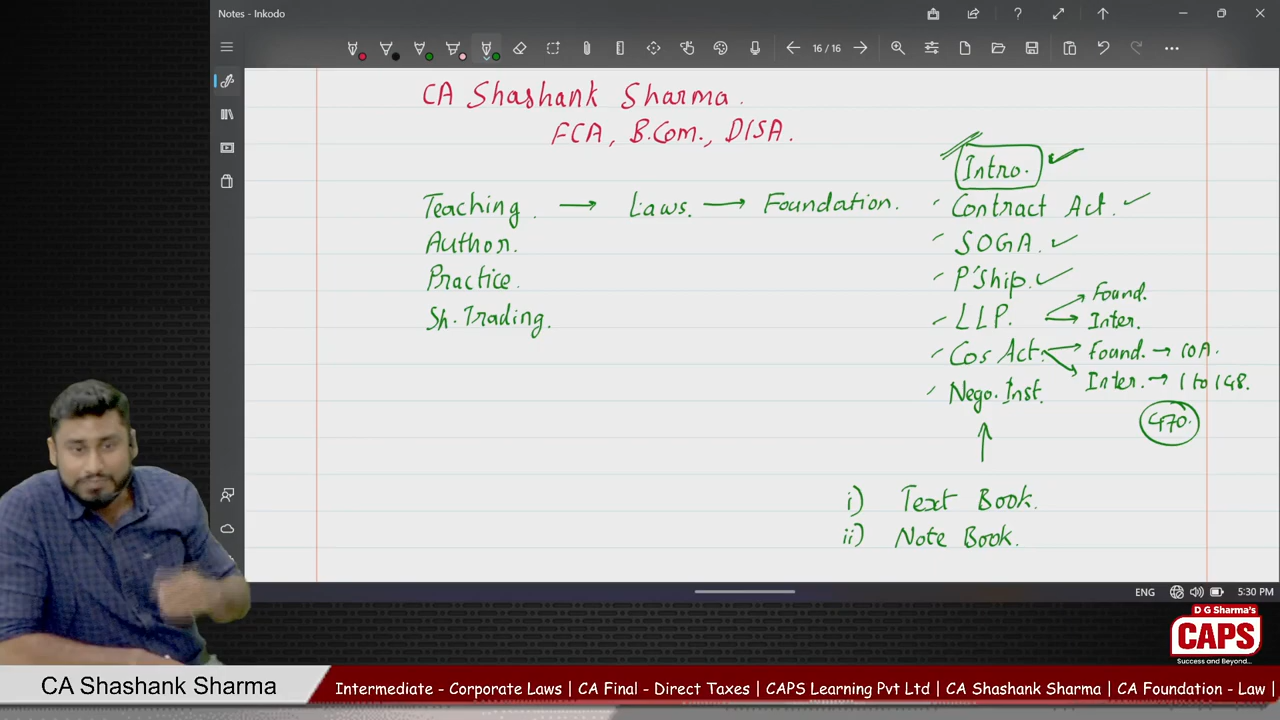 Notes - Inkodo
16 / 16
CA Shashank Sharma.
FCA, B.Com., DISA.
Intro.
Teaching. → Laws. → Foundation.
Contract Act.
Author.
SOGA.
Practice.
P'Ship.
Found.
Sh. Trading.
LLP.
Inter.
Cos Act.
Found. → COA.
Inter. → 1 to 148.
Nego. Inst.
470.
i) Text Book.
ii) Note Book.
ENG
5:30 PM
D G Sharma's
CAPS
Success and Beyond...
CA Shashank Sharma
Intermediate - Corporate Laws | CA Final - Direct Taxes | CAPS Learning Pvt Ltd | CA Shashank Sharma | CA Foundation - Law |